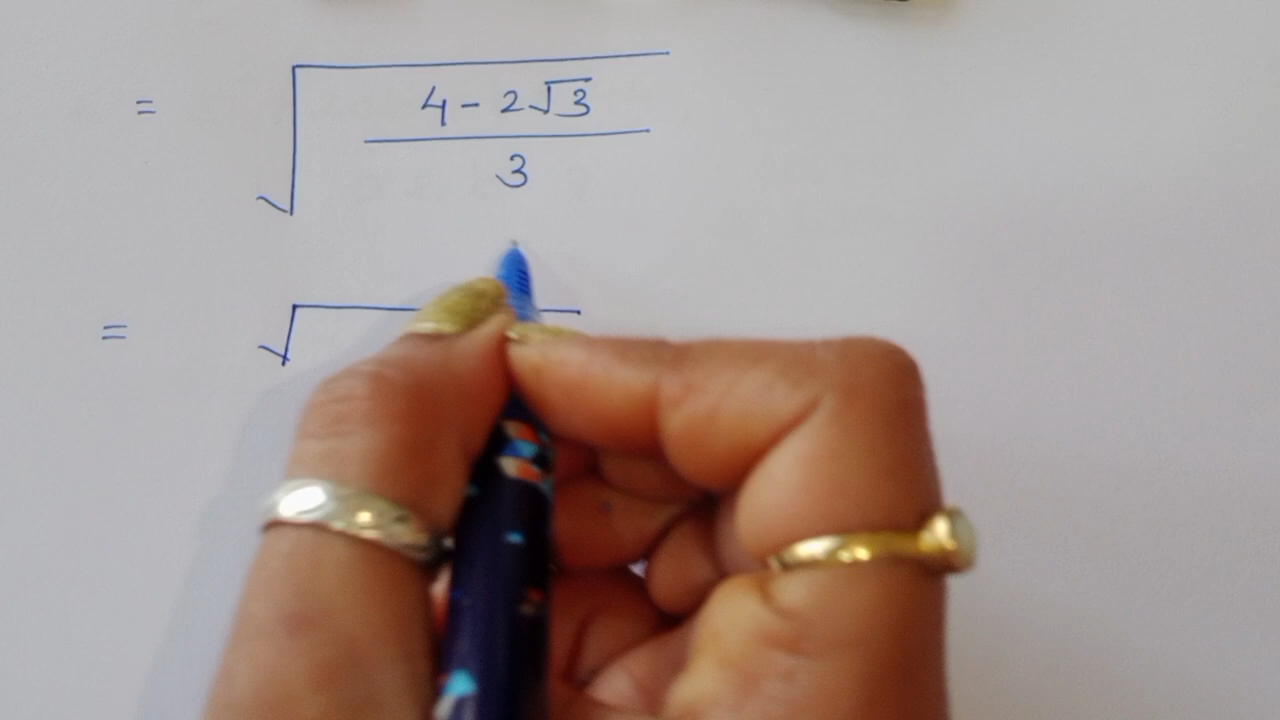 = √((4 - 2√3)/3)
= √